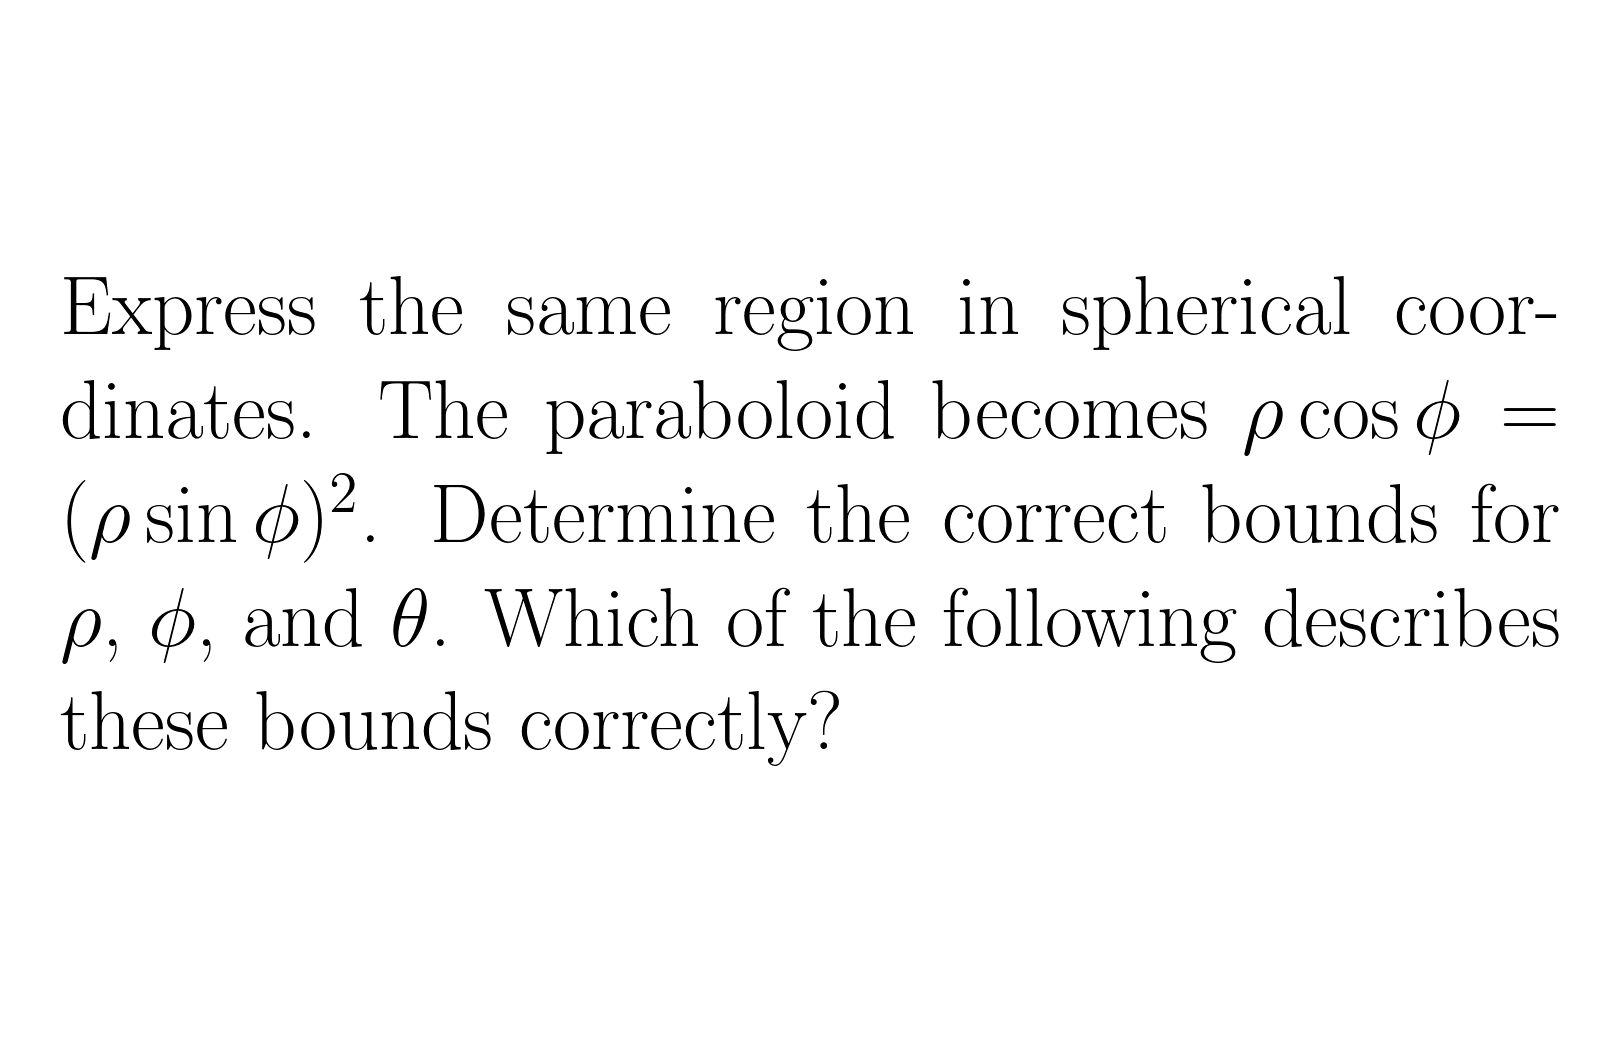 Express the same region in spherical coor-
dinates. The paraboloid becomes ρ cos ϕ =
(ρ sin ϕ)². Determine the correct bounds for
ρ, ϕ, and θ. Which of the following describes
these bounds correctly?